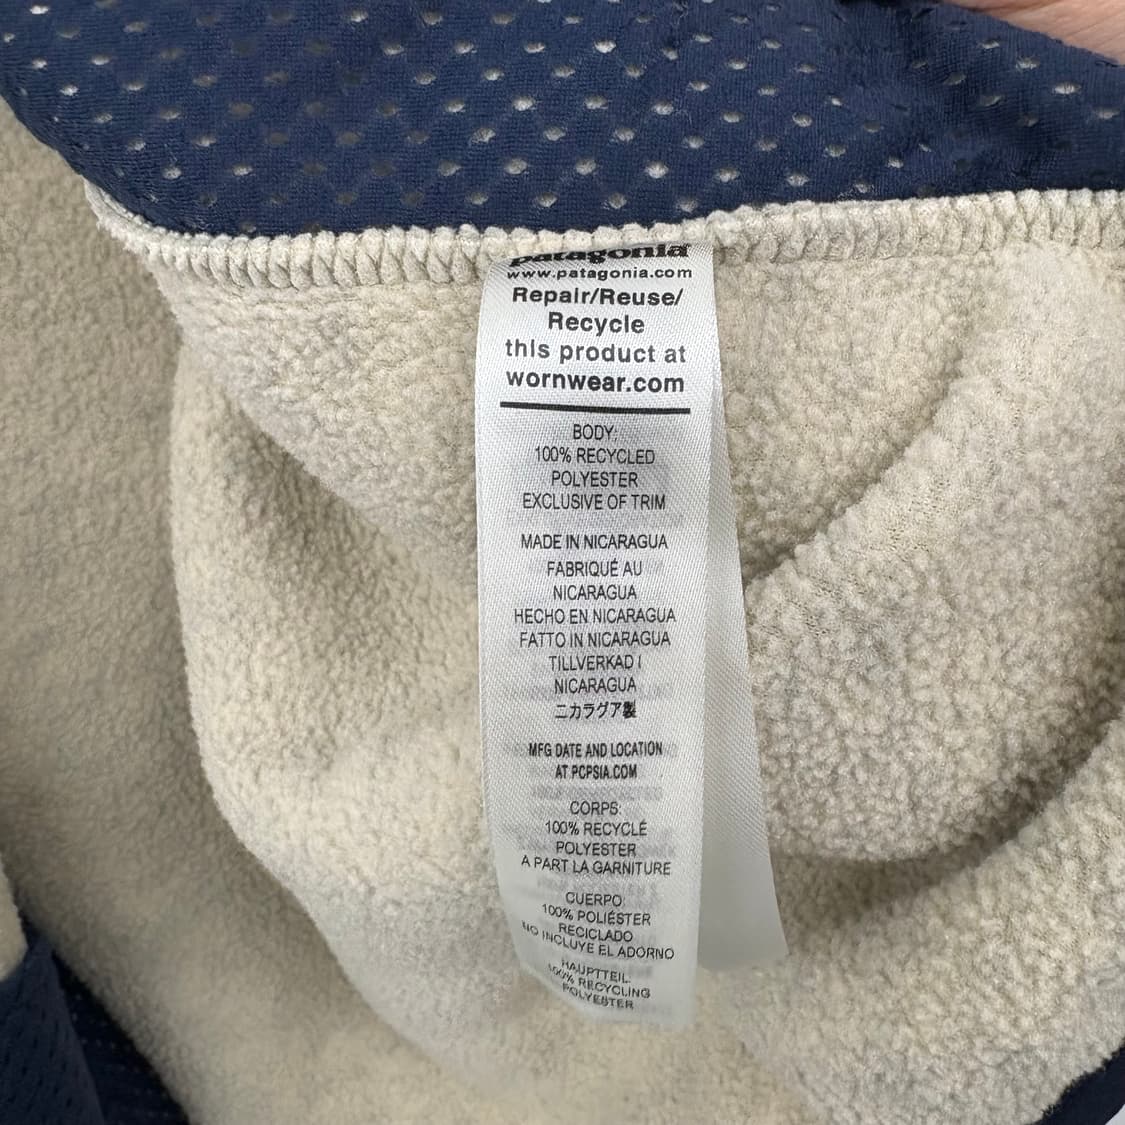 patagonia
www.patagonia.com
Repair/Reuse/
Recycle
this product at
wornwear.com
BODY:
100% RECYCLED
POLYESTER
EXCLUSIVE OF TRIM
MADE IN NICARAGUA
FABRIQUÉ AU
NICARAGUA
HECHO EN NICARAGUA
FATTO IN NICARAGUA
TILLVERKAD I
NICARAGUA
ニカラグア製
MFG DATE AND LOCATION
AT PCPSIA.COM
CORPS:
100% RECYCLÉ
POLYESTER
A PART LA GARNITURE
CUERPO:
100% POLIÉSTER
RECICLADO
NO INCLUYE EL ADORNO
HAUPTTEIL:
100% RECYCLING
POLYESTER